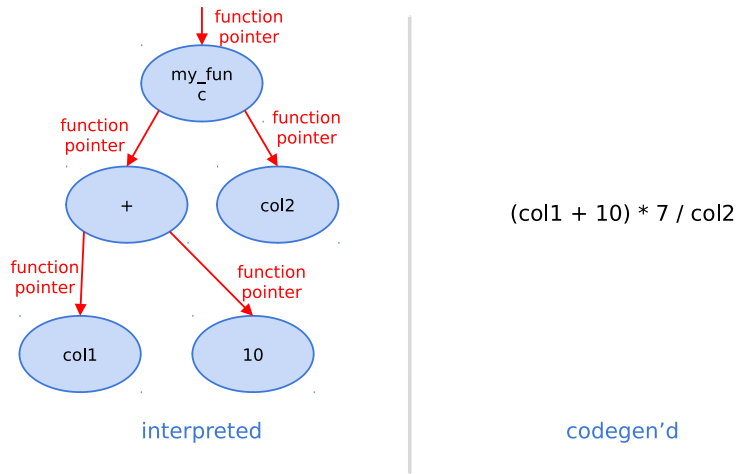 function
pointer
my_fun
c
function
pointer
function
pointer
+
col2
(col1 + 10) * 7 / col2
function
pointer
function
pointer
col1
10
interpreted
codegen’d